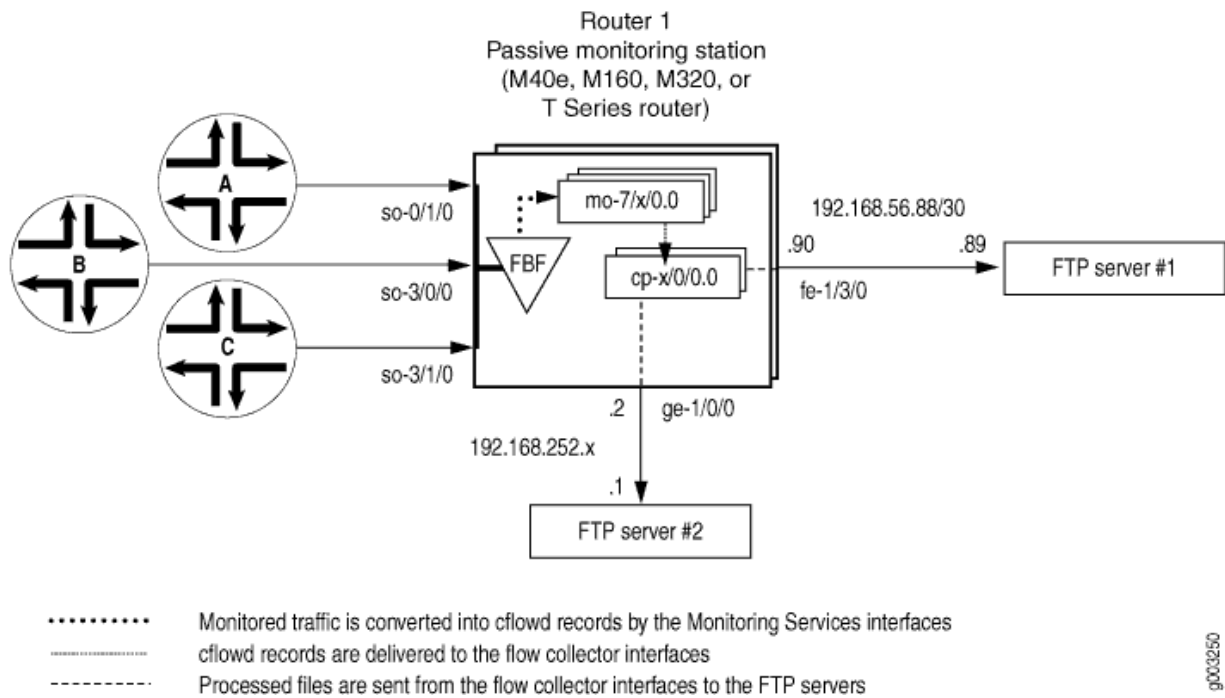 Router 1
Passive monitoring station
(M40e, M160, M320, or
T Series router)
A
so-0/1/0
mo-7/x/0.0
192.168.56.88/30
B
so-3/0/0
FBF
cp-x/0/0.0
.90
.89
fe-1/3/0
FTP server #1
C
so-3/1/0
.2
ge-1/0/0
192.168.252.x
.1
FTP server #2
Monitored traffic is converted into cflowd records by the Monitoring Services interfaces
cflowd records are delivered to the flow collector interfaces
Processed files are sent from the flow collector interfaces to the FTP servers
g003250